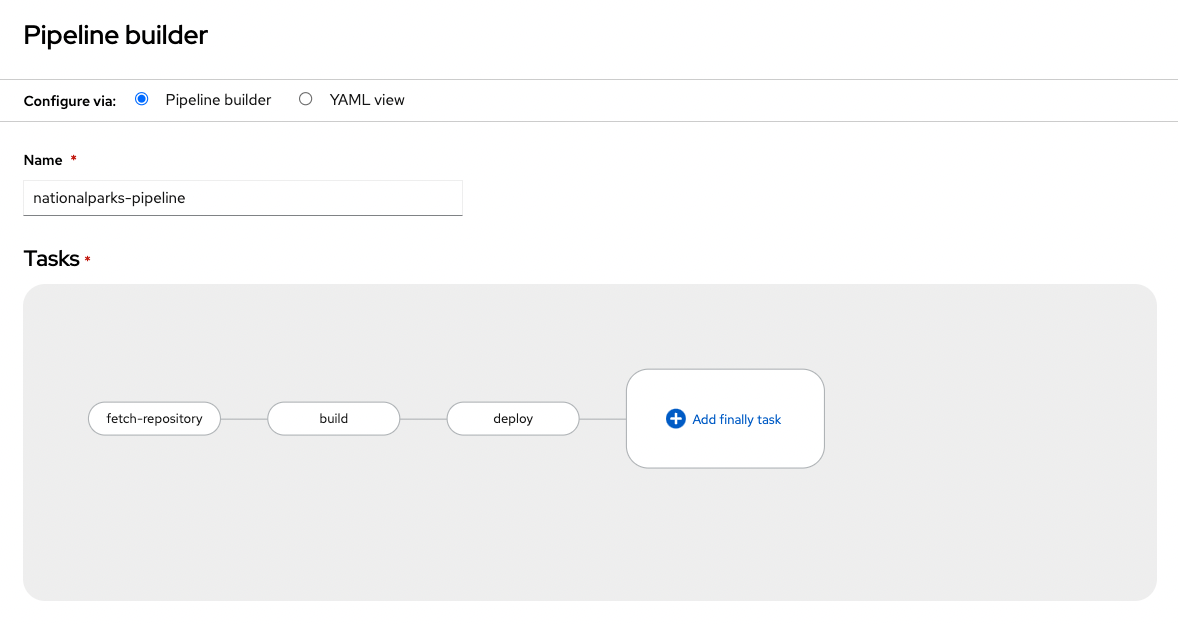 Pipeline builder
Configure via: Pipeline builder YAML view
Name *
nationalparks-pipeline
Tasks *
fetch-repository build deploy Add finally task